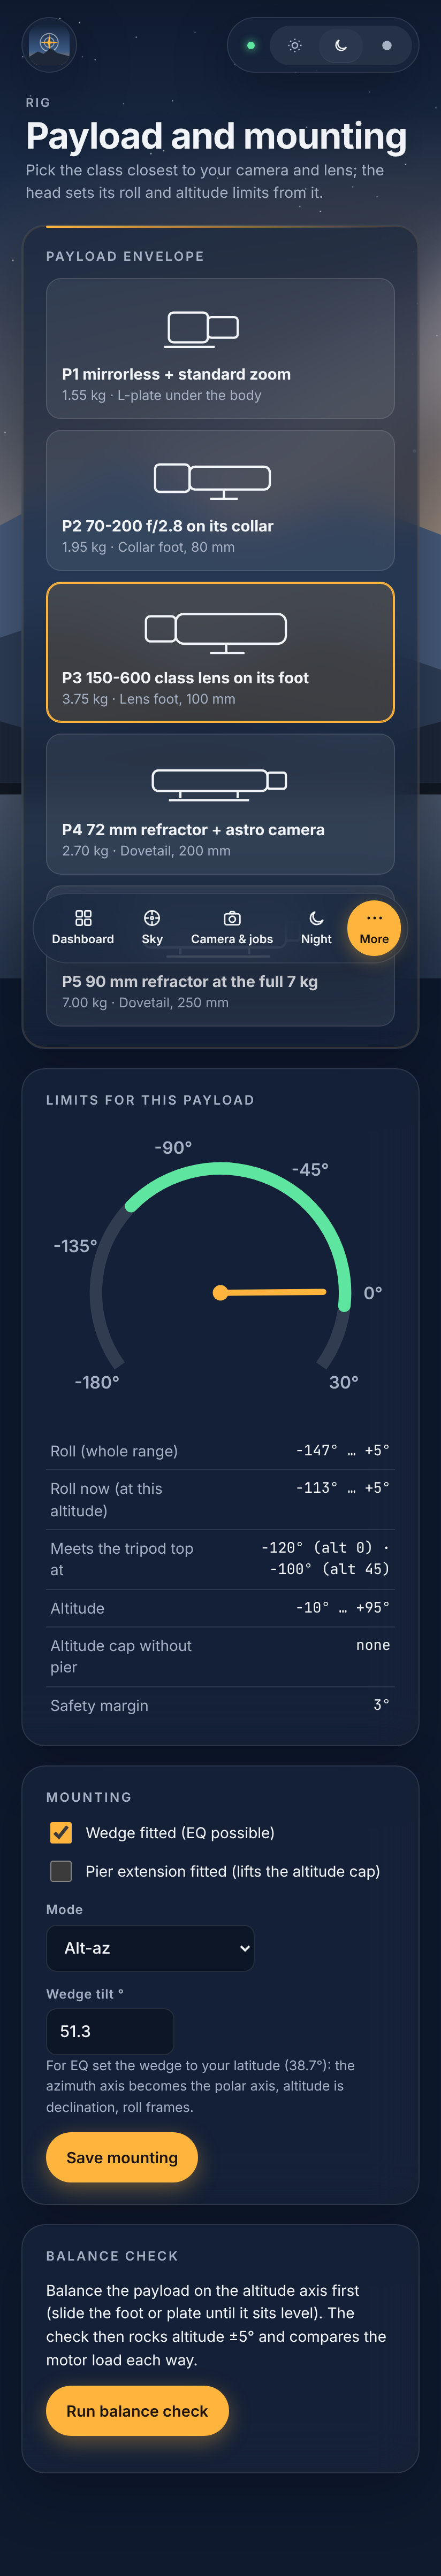 RIG
Payload and mounting
Pick the class closest to your camera and lens; the
head sets its roll and altitude limits from it.
PAYLOAD ENVELOPE
P1 mirrorless + standard zoom
1.55 kg · L-plate under the body
P2 70-200 f/2.8 on its collar
1.95 kg · Collar foot, 80 mm
P3 150-600 class lens on its foot
3.75 kg · Lens foot, 100 mm
P4 72 mm refractor + astro camera
2.70 kg · Dovetail, 200 mm
Dashboard
Sky
Camera & jobs
Night
More
P5 90 mm refractor at the full 7 kg
7.00 kg · Dovetail, 250 mm
LIMITS FOR THIS PAYLOAD
-90°
-45°
-135°
0°
-180°
30°
Roll (whole range) -147° … +5°
Roll now (at this
altitude) -113° … +5°
Meets the tripod top
at -120° (alt 0) ·
-100° (alt 45)
Altitude -10° … +95°
Altitude cap without
pier none
Safety margin 3°
MOUNTING
Wedge fitted (EQ possible)
Pier extension fitted (lifts the altitude cap)
Mode
Alt-az
Wedge tilt °
51.3
For EQ set the wedge to your latitude (38.7°): the
azimuth axis becomes the polar axis, altitude is
declination, roll frames.
Save mounting
BALANCE CHECK
Balance the payload on the altitude axis first
(slide the foot or plate until it sits level). The
check then rocks altitude ±5° and compares the
motor load each way.
Run balance check